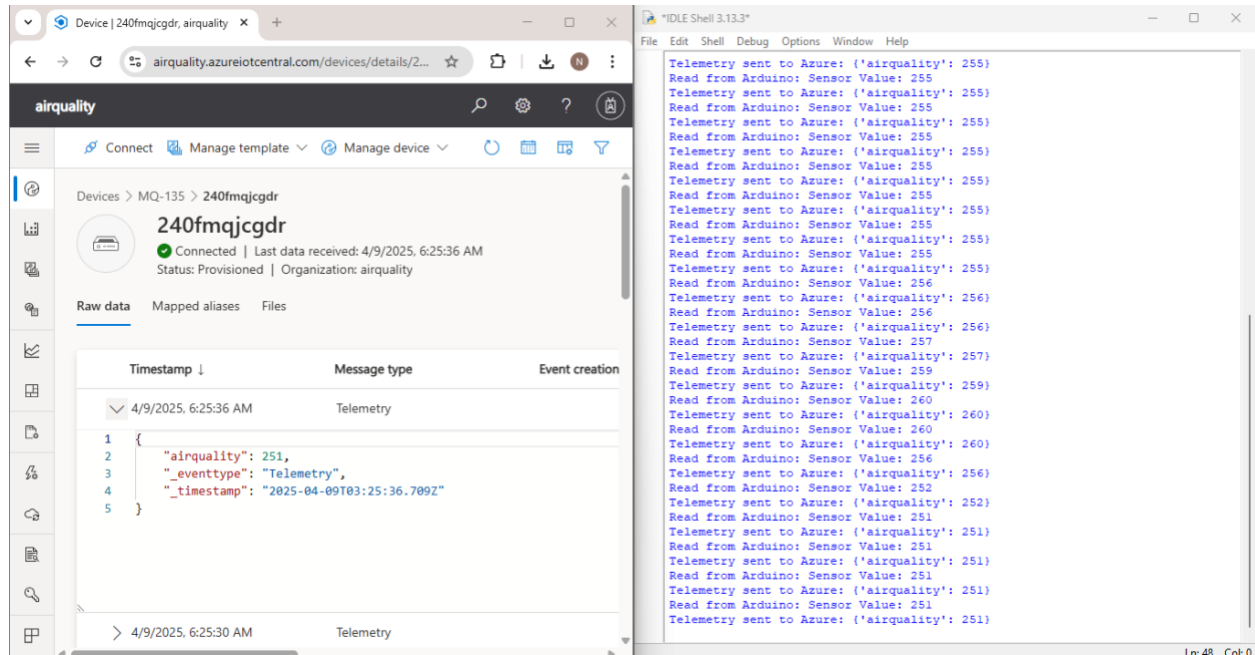 Device | 240fmqjcgdr, airquality
airquality.azureiotcentral.com/devices/details/2...
N
airquality
Connect Manage template Manage device
Devices > MQ-135 > 240fmqjcgdr
240fmqjcgdr
Connected | Last data received: 4/9/2025, 6:25:36 AM
Status: Provisioned | Organization: airquality
Raw data Mapped aliases Files
Timestamp ↓ Message type Event creation
4/9/2025, 6:25:36 AM Telemetry
1 {
2 "airquality": 251,
3 "_eventtype": "Telemetry",
4 "_timestamp": "2025-04-09T03:25:36.709Z"
5 }
4/9/2025, 6:25:30 AM Telemetry
*IDLE Shell 3.13.3*
File Edit Shell Debug Options Window Help
Telemetry sent to Azure: {'airquality': 255}
Read from Arduino: Sensor Value: 255
Telemetry sent to Azure: {'airquality': 255}
Read from Arduino: Sensor Value: 255
Telemetry sent to Azure: {'airquality': 255}
Read from Arduino: Sensor Value: 255
Telemetry sent to Azure: {'airquality': 255}
Read from Arduino: Sensor Value: 255
Telemetry sent to Azure: {'airquality': 255}
Read from Arduino: Sensor Value: 255
Telemetry sent to Azure: {'airquality': 255}
Read from Arduino: Sensor Value: 255
Telemetry sent to Azure: {'airquality': 255}
Read from Arduino: Sensor Value: 255
Telemetry sent to Azure: {'airquality': 255}
Read from Arduino: Sensor Value: 256
Telemetry sent to Azure: {'airquality': 256}
Read from Arduino: Sensor Value: 256
Telemetry sent to Azure: {'airquality': 256}
Read from Arduino: Sensor Value: 257
Telemetry sent to Azure: {'airquality': 257}
Read from Arduino: Sensor Value: 259
Telemetry sent to Azure: {'airquality': 259}
Read from Arduino: Sensor Value: 260
Telemetry sent to Azure: {'airquality': 260}
Read from Arduino: Sensor Value: 260
Telemetry sent to Azure: {'airquality': 260}
Read from Arduino: Sensor Value: 256
Telemetry sent to Azure: {'airquality': 256}
Read from Arduino: Sensor Value: 252
Telemetry sent to Azure: {'airquality': 252}
Read from Arduino: Sensor Value: 251
Telemetry sent to Azure: {'airquality': 251}
Read from Arduino: Sensor Value: 251
Telemetry sent to Azure: {'airquality': 251}
Read from Arduino: Sensor Value: 251
Telemetry sent to Azure: {'airquality': 251}
Read from Arduino: Sensor Value: 251
Telemetry sent to Azure: {'airquality': 251}
Ln: 48 Col: 0